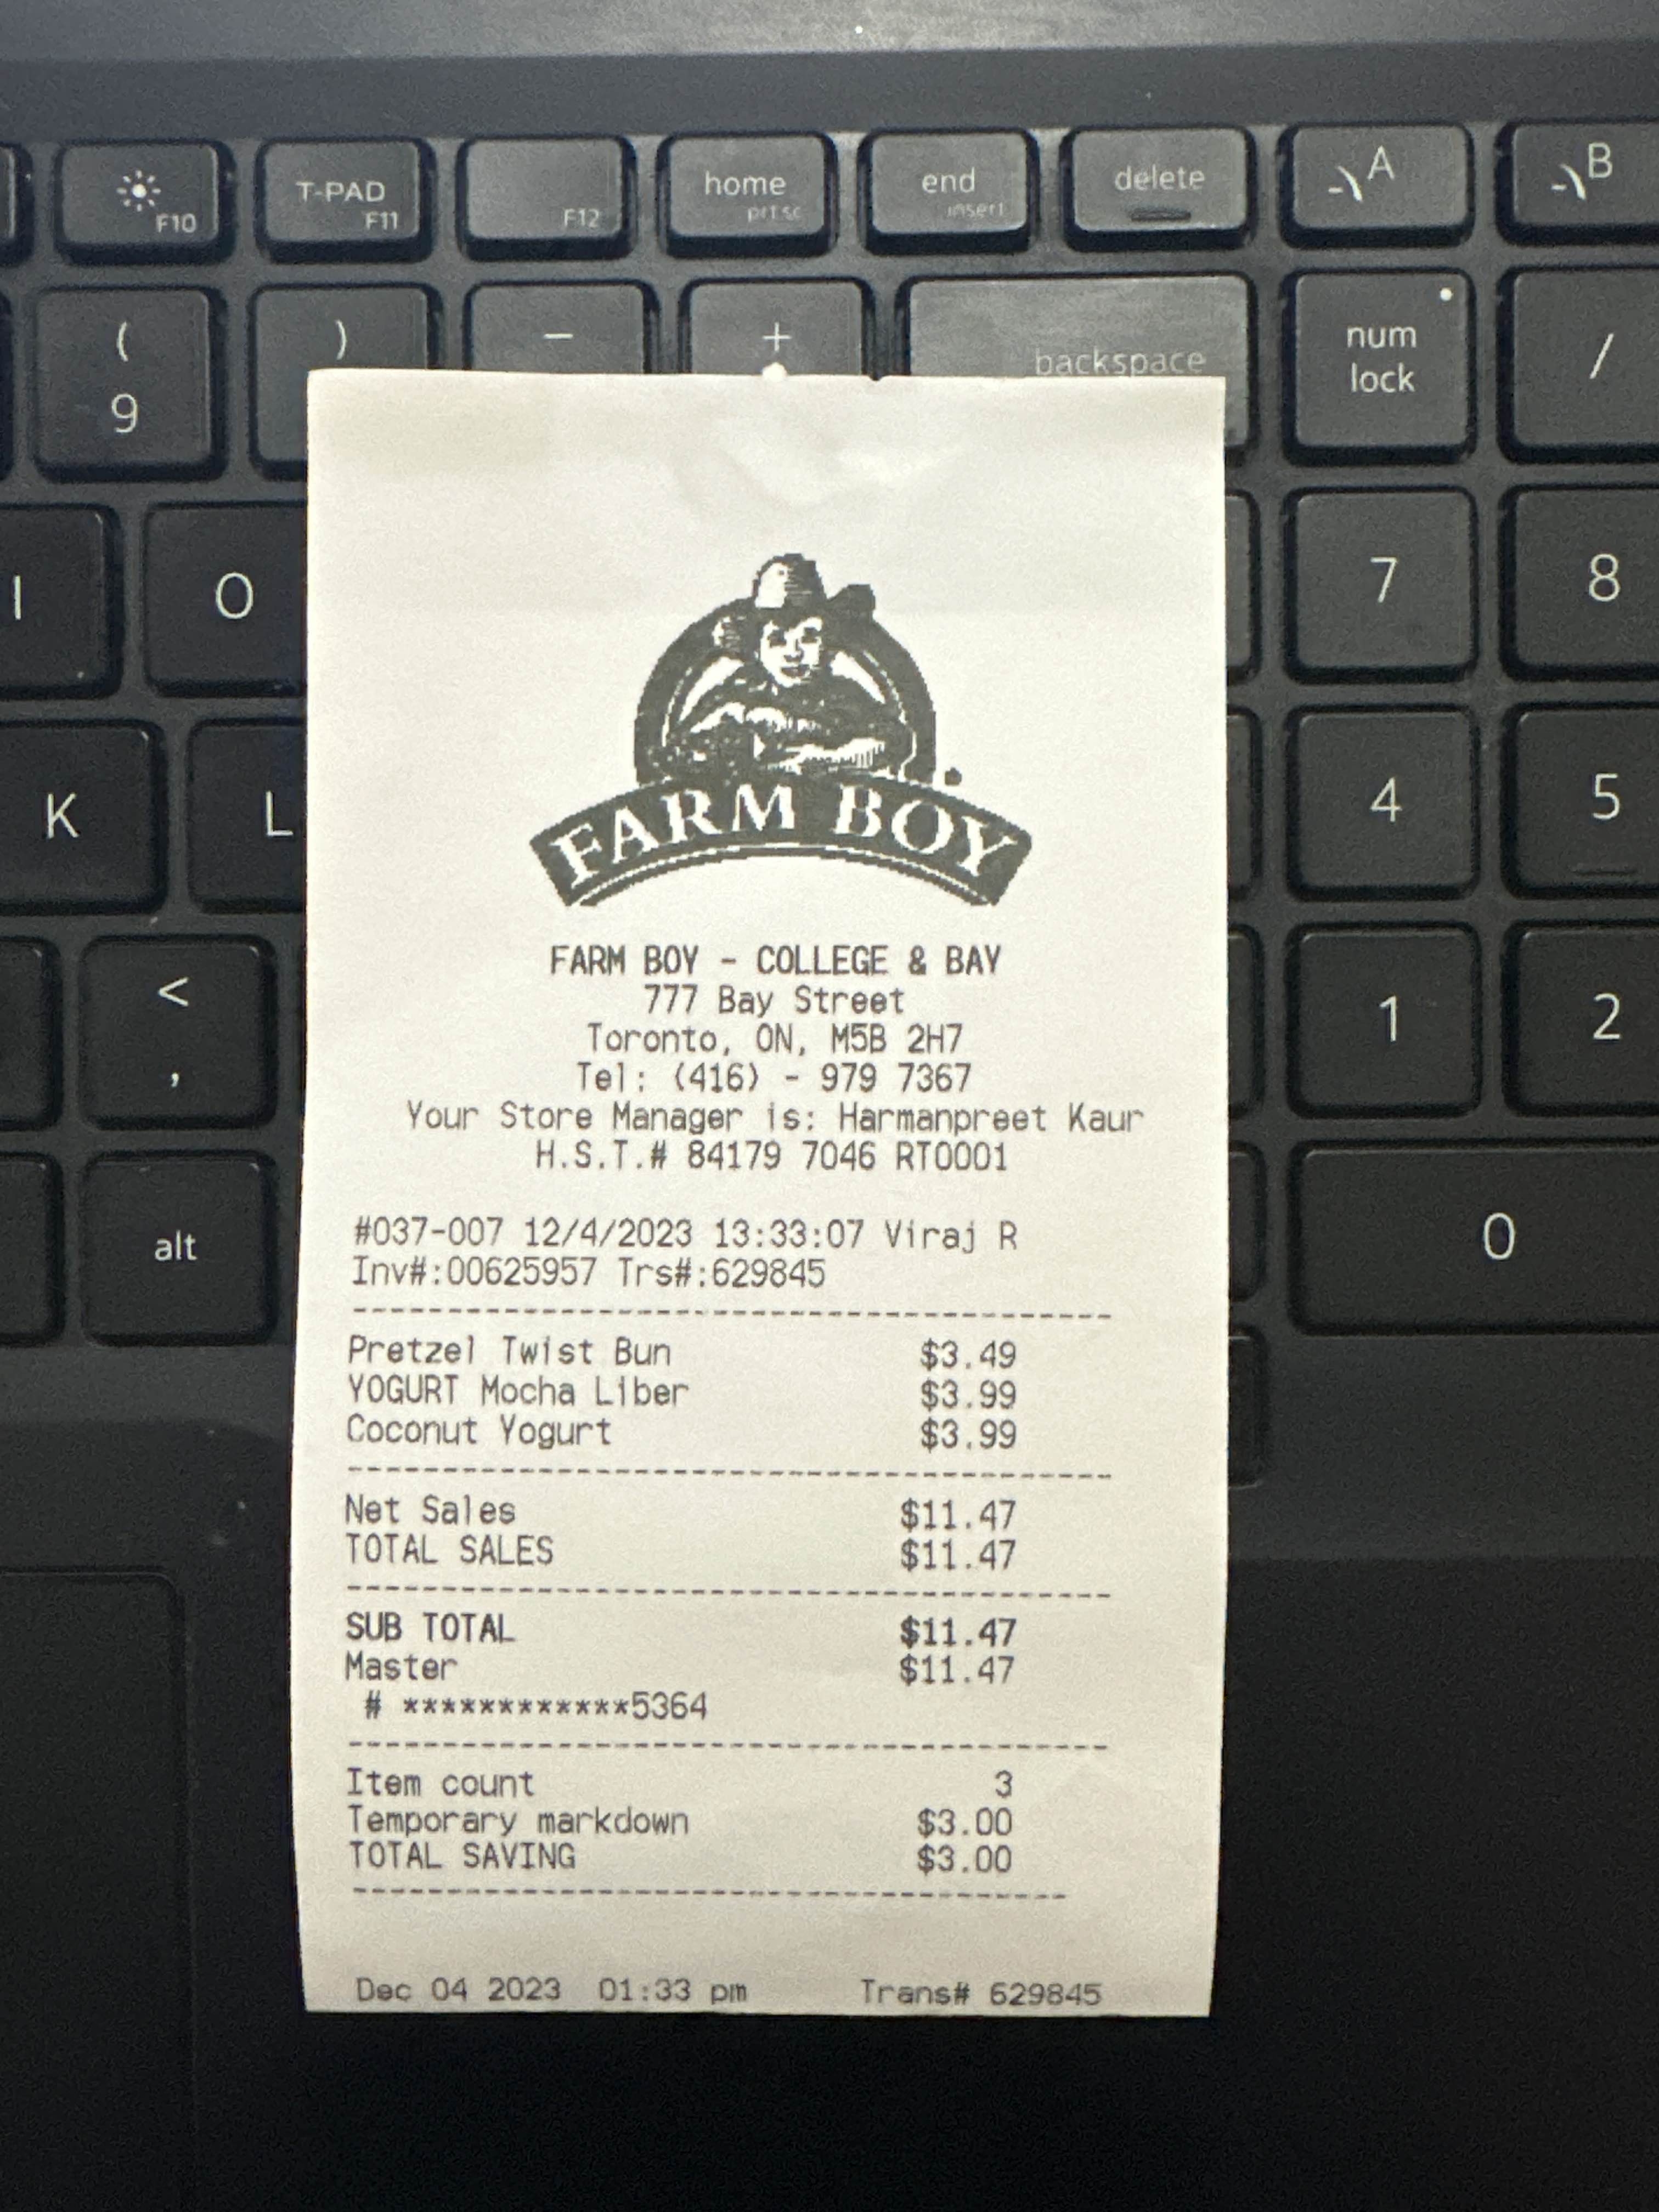 F10
T-PAD
F11
F12
home
prt sc
end
insert
delete
A
B
(
9
)
-
+
backspace
num
lock
/
I
O
7
8
K
L
4
5
<
,
1
2
alt
0
FARM BOY
FARM BOY - COLLEGE & BAY
777 Bay Street
Toronto, ON, M5B 2H7
Tel: (416) - 979 7367
Your Store Manager is: Harmanpreet Kaur
H.S.T.# 84179 7046 RT0001
#037-007 12/4/2023 13:33:07 Viraj R
Inv#:00625957 Trs#:629845
Pretzel Twist Bun $3.49
YOGURT Mocha Liber $3.99
Coconut Yogurt $3.99
Net Sales $11.47
TOTAL SALES $11.47
SUB TOTAL $11.47
Master $11.47
# ************5364
Item count 3
Temporary markdown $3.00
TOTAL SAVING $3.00
Dec 04 2023 01:33 pm Trans# 629845